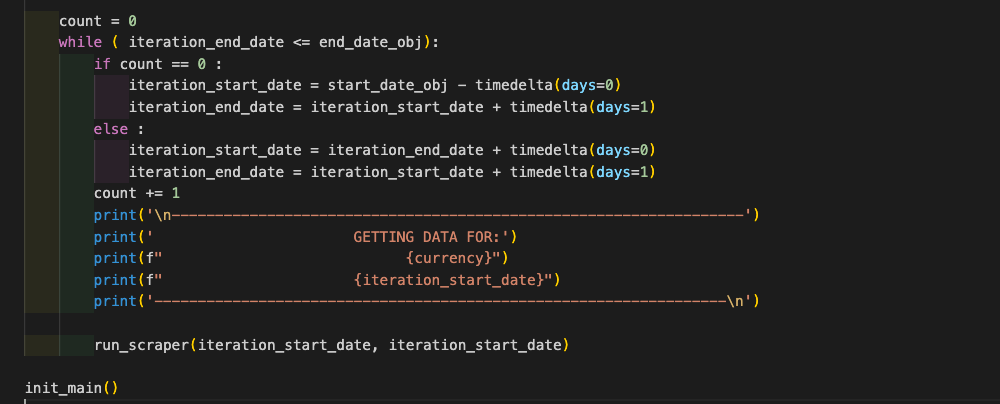 count = 0
while ( iteration_end_date <= end_date_obj):
if count == 0 :
iteration_start_date = start_date_obj - timedelta(days=0)
iteration_end_date = iteration_start_date + timedelta(days=1)
else :
iteration_start_date = iteration_end_date + timedelta(days=0)
iteration_end_date = iteration_start_date + timedelta(days=1)
count += 1
print('\n------------------------------------------------------------------')
print('                       GETTING DATA FOR:')
print(f"                            {currency}")
print(f"                      {iteration_start_date}")
print('------------------------------------------------------------------\n')
run_scraper(iteration_start_date, iteration_start_date)
init_main()